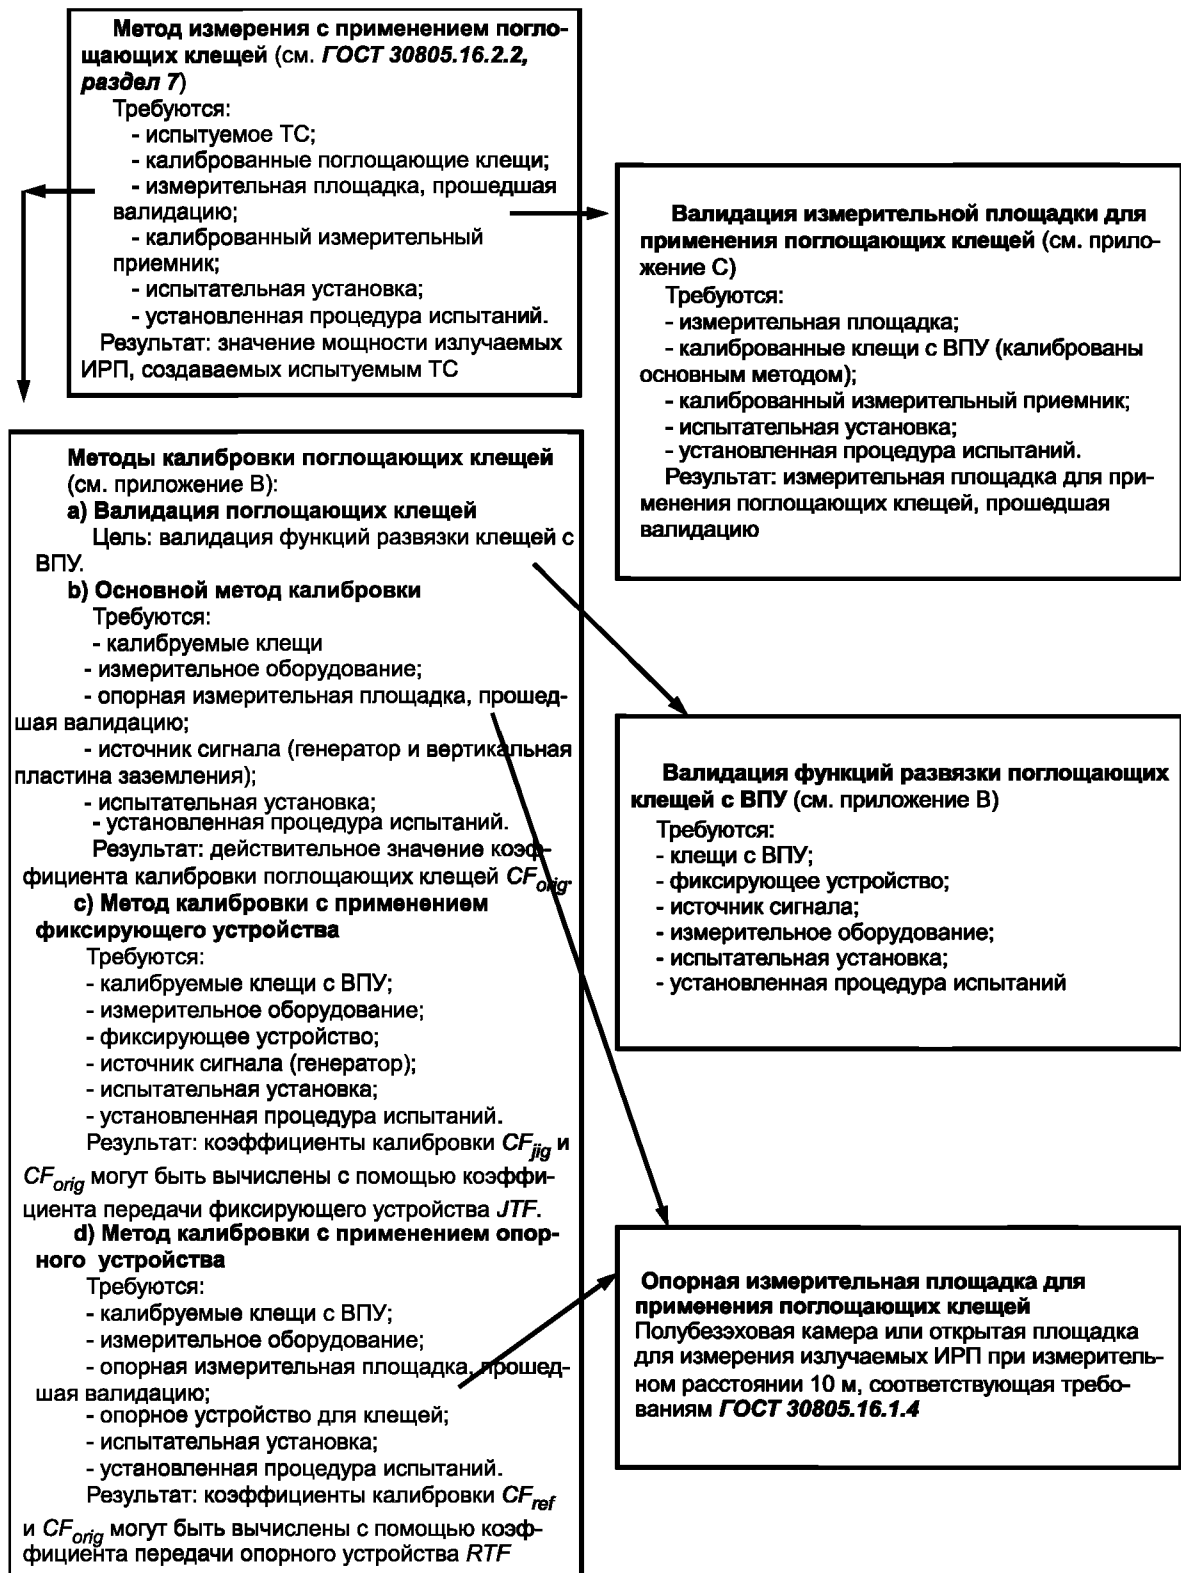 Метод измерения с применением погло-
щающих клещей (см. ГОСТ 30805.16.2.2,
раздел 7)
Требуются:
- испытуемое ТС;
- калиброванные поглощающие клещи;
- измерительная площадка, прошедшая
валидацию;
- калиброванный измерительный
приемник;
- испытательная установка;
- установленная процедура испытаний.
Результат: значение мощности излучаемых
ИРП, создаваемых испытуемым ТС
Валидация измерительной площадки для
применения поглощающих клещей (см. прило-
жение С)
Требуются:
- измерительная площадка;
- калиброванные клещи с ВПУ (калиброваны
основным методом);
- калиброванный измерительный приемник;
- испытательная установка;
- установленная процедура испытаний.
Результат: измерительная площадка для при-
менения поглощающих клещей, прошедшая
валидацию
Методы калибровки поглощающих клещей
(см. приложение В):
a) Валидация поглощающих клещей
Цель: валидация функций развязки клещей с
ВПУ.
b) Основной метод калибровки
Требуются:
- калибруемые клещи
- измерительное оборудование;
- опорная измерительная площадка, прошед-
шая валидацию;
- источник сигнала (генератор и вертикальная
пластина заземления);
- испытательная установка;
- установленная процедура испытаний.
Результат: действительное значение коэф-
фициента калибровки поглощающих клещей CForig.
c) Метод калибровки с применением
фиксирующего устройства
Требуются:
- калибруемые клещи с ВПУ;
- измерительное оборудование;
- фиксирующее устройство;
- источник сигнала (генератор);
- испытательная установка;
- установленная процедура испытаний.
Результат: коэффициенты калибровки CFjig и
CForig могут быть вычислены с помощью коэффи-
циента передачи фиксирующего устройства JTF.
d) Метод калибровки с применением опор-
ного устройства
Требуются:
- калибруемые клещи с ВПУ;
- измерительное оборудование;
- опорная измерительная площадка, прошед-
шая валидацию;
- опорное устройство для клещей;
- испытательная установка;
- установленная процедура испытаний.
Результат: коэффициенты калибровки CFref
и CForig могут быть вычислены с помощью коэф-
фициента передачи опорного устройства RTF
Валидация функций развязки поглощающих
клещей с ВПУ (см. приложение В)
Требуются:
- клещи с ВПУ;
- фиксирующее устройство;
- источник сигнала;
- измерительное оборудование;
- испытательная установка;
- установленная процедура испытаний
Опорная измерительная площадка для
применения поглощающих клещей
Полубезэховая камера или открытая площадка
для измерения излучаемых ИРП при измеритель-
ном расстоянии 10 м, соответствующая требо-
ваниям ГОСТ 30805.16.1.4